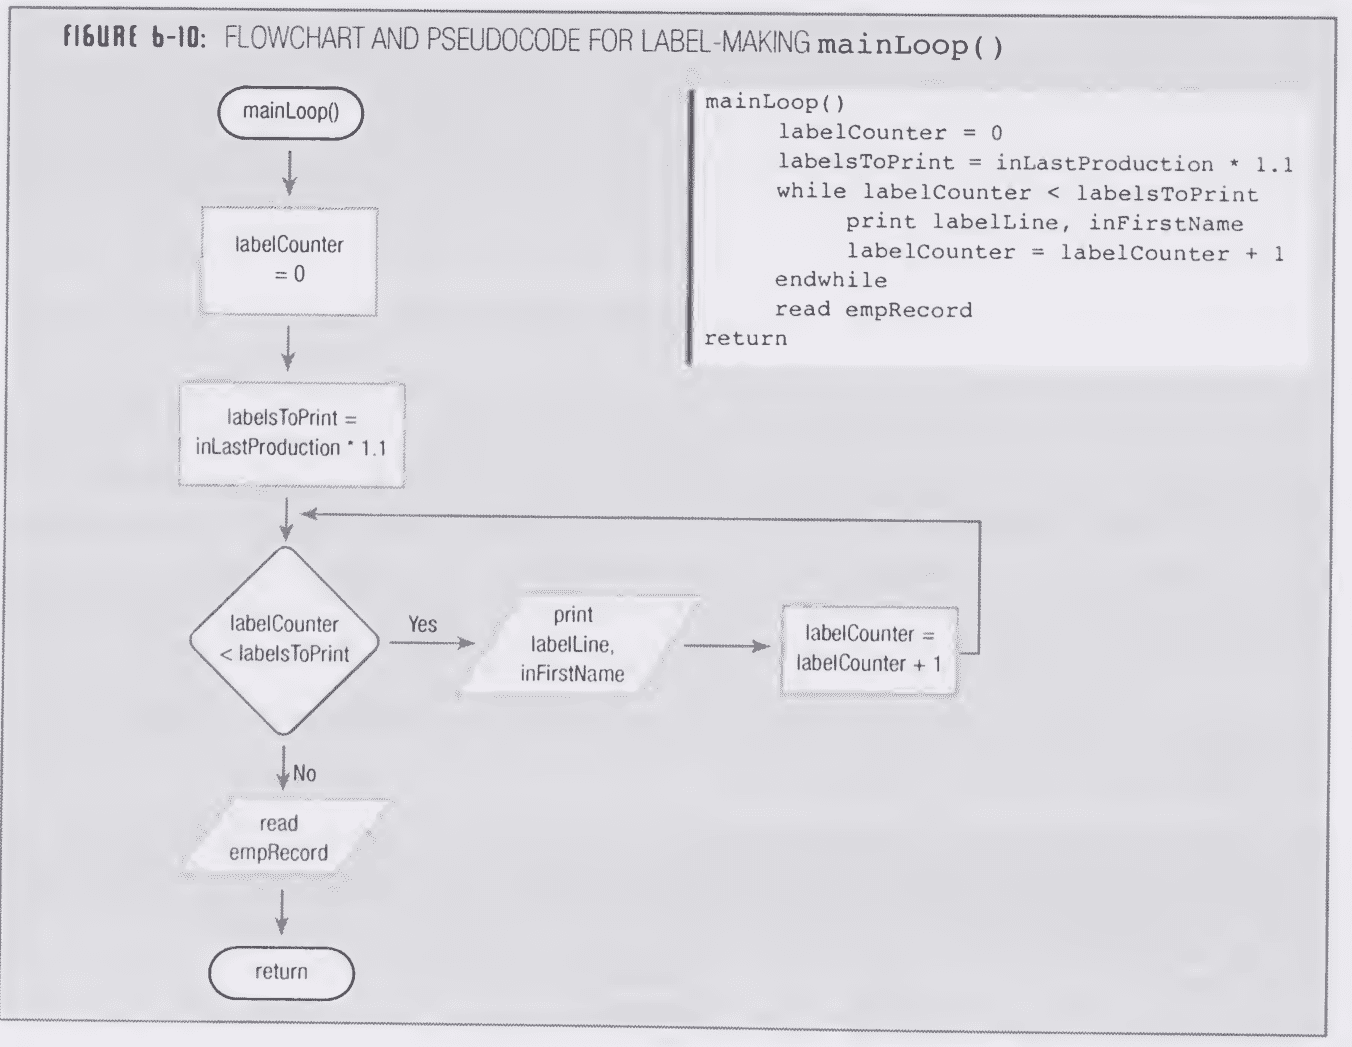 FIGURE 6-10: FLOWCHART AND PSEUDOCODE FOR LABEL-MAKING mainLoop()
mainLoop()
labelCounter
= 0
labelsToPrint =
inLastProduction * 1.1
labelCounter
< labelsToPrint
Yes
print
labelLine,
inFirstName
labelCounter =
labelCounter + 1
No
read
empRecord
return
mainLoop()
labelCounter = 0
labelsToPrint = inLastProduction * 1.1
while labelCounter < labelsToPrint
print labelLine, inFirstName
labelCounter = labelCounter + 1
endwhile
read empRecord
return